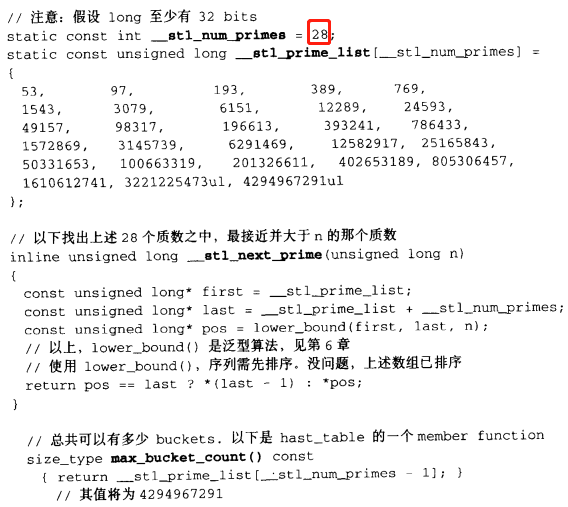 // 注意：假设 long 至少有 32 bits
static const int __stl_num_primes = 28;
static const unsigned long __stl_prime_list[__stl_num_primes] =
{
53, 97, 193, 389, 769,
1543, 3079, 6151, 12289, 24593,
49157, 98317, 196613, 393241, 786433,
1572869, 3145739, 6291469, 12582917, 25165843,
50331653, 100663319, 201326611, 402653189, 805306457,
1610612741, 3221225473ul, 4294967291ul
};
// 以下找出上述 28 个质数之中，最接近并大于 n 的那个质数
inline unsigned long __stl_next_prime(unsigned long n)
{
const unsigned long* first = __stl_prime_list;
const unsigned long* last = __stl_prime_list + __stl_num_primes;
const unsigned long* pos = lower_bound(first, last, n);
// 以上，lower_bound() 是泛型算法，见第 6 章
// 使用 lower_bound()，序列需先排序。没问题，上述数组已排序
return pos == last ? *(last - 1) : *pos;
}
// 总共可以有多少 buckets. 以下是 hast_table 的一个 member function
size_type max_bucket_count() const
{ return __stl_prime_list[__stl_num_primes - 1]; }
// 其值将为 4294967291